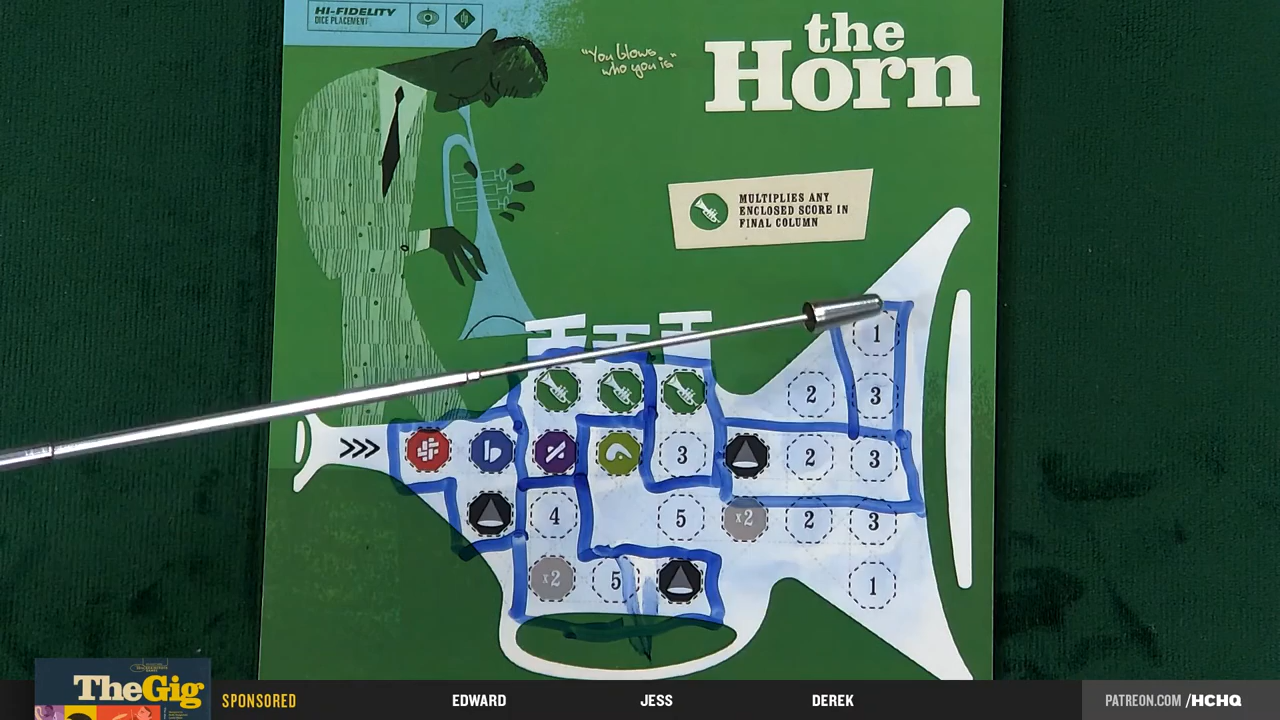 HI-FIDELITY
DICE PLACEMENT
"You blows
who you is"
the
Horn
MULTIPLIES ANY
ENCLOSED SCORE IN
FINAL COLUMN
1
2 3
3 2 3
4 5 x2 2 3
x2 5 1
TheGig
SPONSORED EDWARD JESS DEREK PATREON.COM/HCHQ